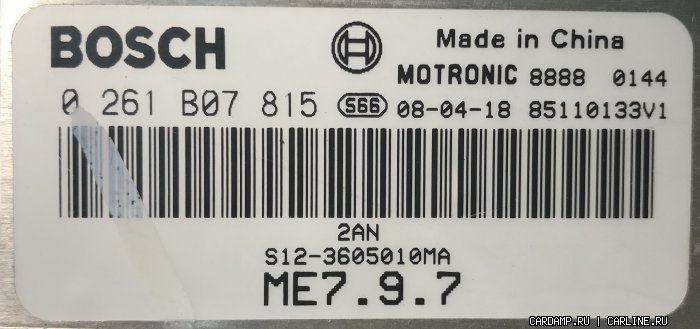 BOSCH
Made in China
MOTRONIC 8888 0144
0 261 B07 815 S66 08-04-18 85110133V1
2AN
S12-3605010MA
ME7.9.7
CARDAMP.RU | CARLINE.RU